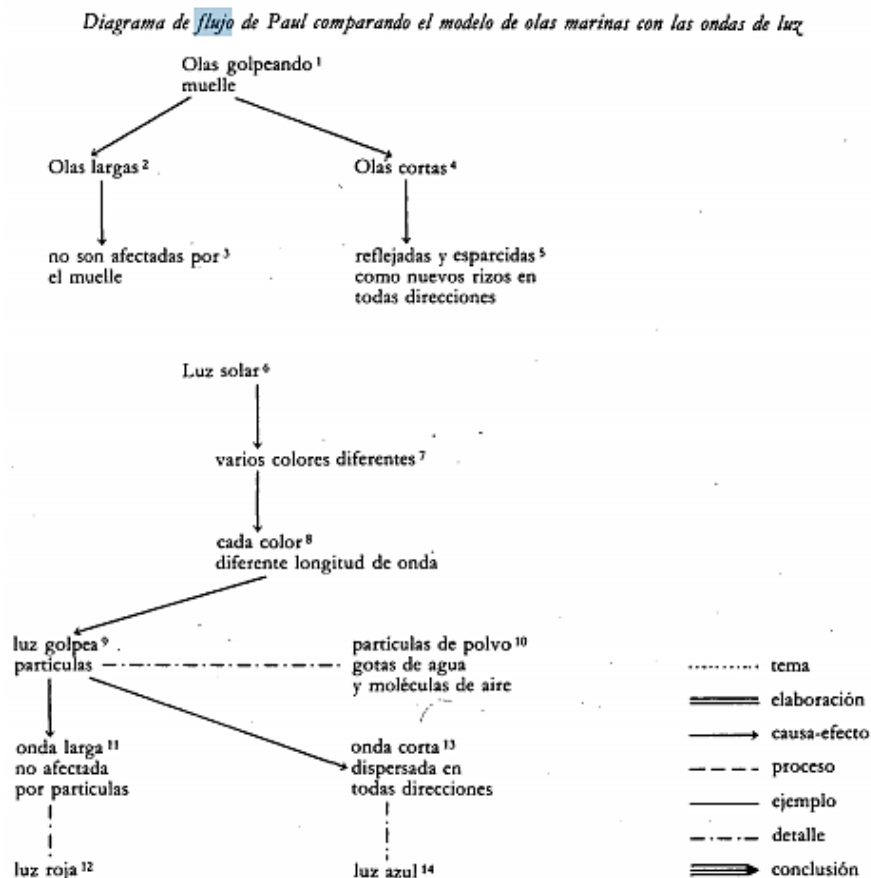 Diagrama de flujo de Paul comparando el modelo de olas marinas con las ondas de luz
Olas golpeando 1
muelle
Olas largas 2
Olas cortas 4
no son afectadas por 3
el muelle
reflejadas y esparcidas 5
como nuevos rizos en
todas direcciones
Luz solar 6
varios colores diferentes 7
cada color 8
diferente longitud de onda
luz golpea 9
partículas
partículas de polvo 10
gotas de agua
y moléculas de aire
onda larga 11
no afectada
por partículas
onda corta 13
dispersada en
todas direcciones
luz roja 12
luz azul 14
tema
elaboración
causa-efecto
proceso
ejemplo
detalle
conclusión